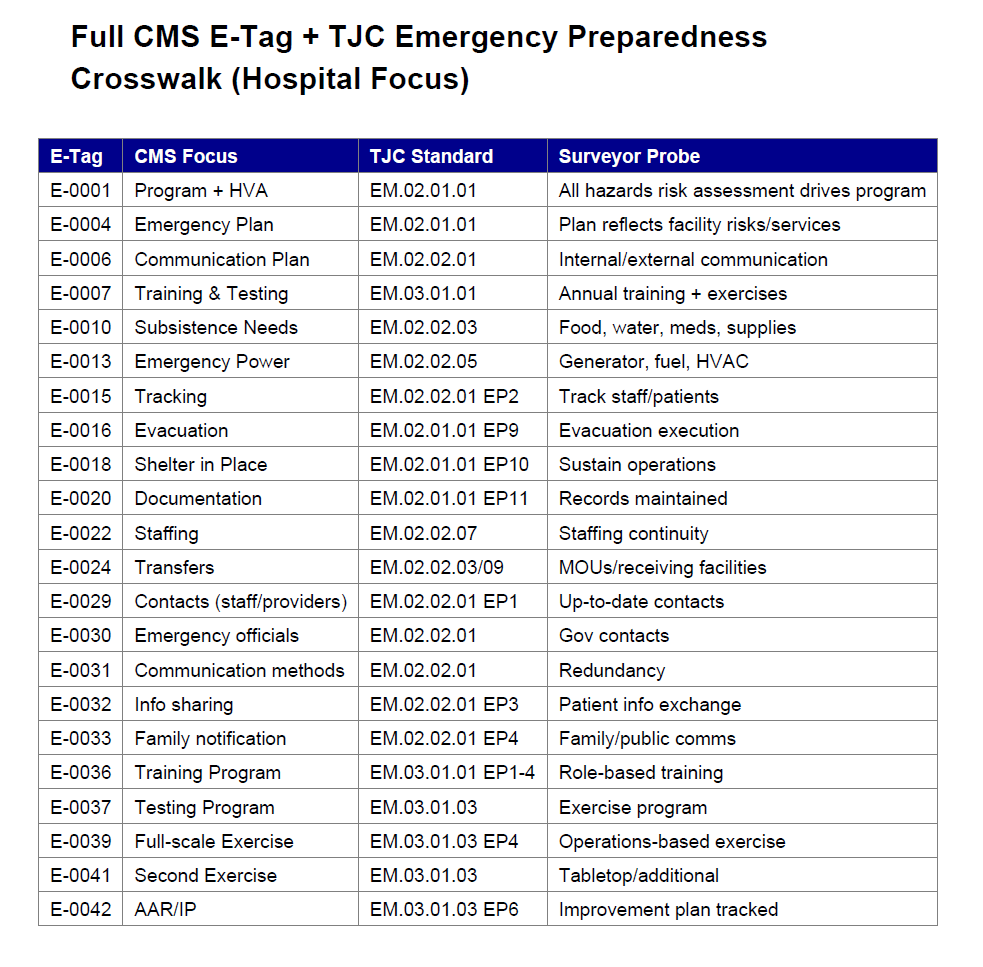 Full CMS E-Tag + TJC Emergency Preparedness
Crosswalk (Hospital Focus)
E-Tag CMS Focus TJC Standard Surveyor Probe
E-0001 Program + HVA EM.02.01.01 All hazards risk assessment drives program
E-0004 Emergency Plan EM.02.01.01 Plan reflects facility risks/services
E-0006 Communication Plan EM.02.02.01 Internal/external communication
E-0007 Training & Testing EM.03.01.01 Annual training + exercises
E-0010 Subsistence Needs EM.02.02.03 Food, water, meds, supplies
E-0013 Emergency Power EM.02.02.05 Generator, fuel, HVAC
E-0015 Tracking EM.02.02.01 EP2 Track staff/patients
E-0016 Evacuation EM.02.01.01 EP9 Evacuation execution
E-0018 Shelter in Place EM.02.01.01 EP10 Sustain operations
E-0020 Documentation EM.02.01.01 EP11 Records maintained
E-0022 Staffing EM.02.02.07 Staffing continuity
E-0024 Transfers EM.02.02.03/09 MOUs/receiving facilities
E-0029 Contacts (staff/providers) EM.02.02.01 EP1 Up-to-date contacts
E-0030 Emergency officials EM.02.02.01 Gov contacts
E-0031 Communication methods EM.02.02.01 Redundancy
E-0032 Info sharing EM.02.02.01 EP3 Patient info exchange
E-0033 Family notification EM.02.02.01 EP4 Family/public comms
E-0036 Training Program EM.03.01.01 EP1-4 Role-based training
E-0037 Testing Program EM.03.01.03 Exercise program
E-0039 Full-scale Exercise EM.03.01.03 EP4 Operations-based exercise
E-0041 Second Exercise EM.03.01.03 Tabletop/additional
E-0042 AAR/IP EM.03.01.03 EP6 Improvement plan tracked